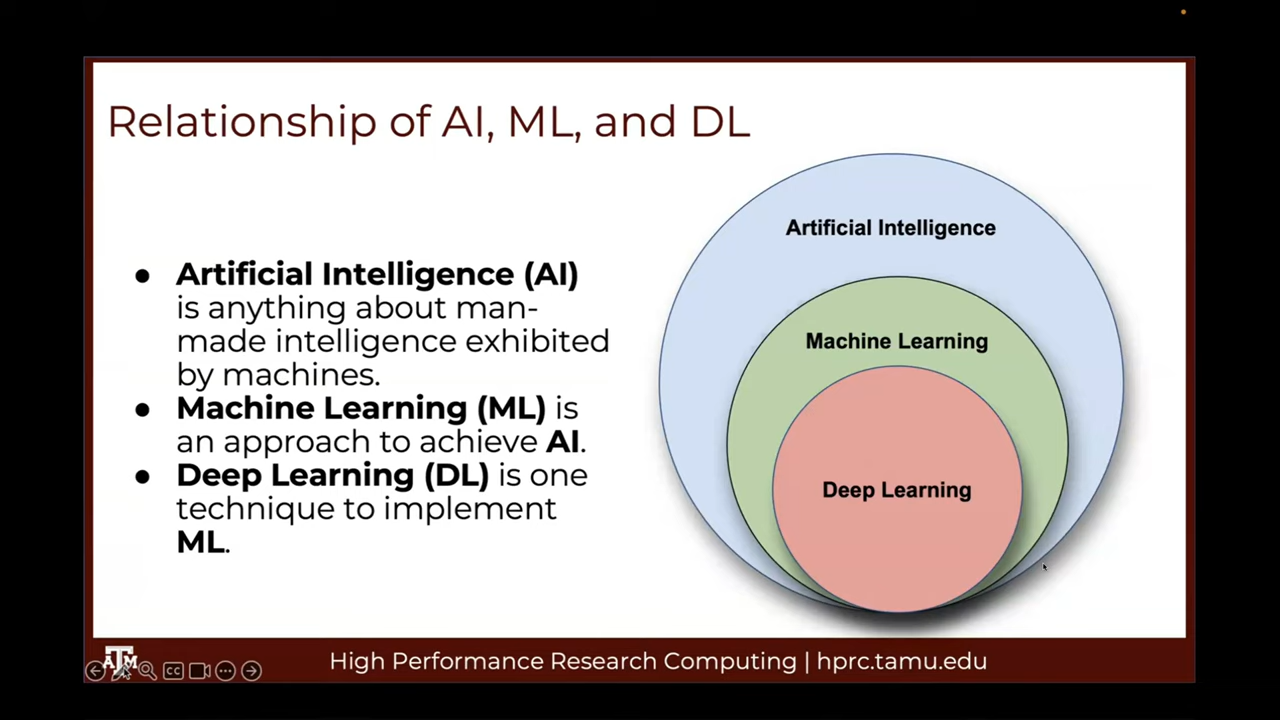 Relationship of AI, ML, and DL
● Artificial Intelligence (AI)
is anything about man-
made intelligence exhibited
by machines.
● Machine Learning (ML) is
an approach to achieve AI.
● Deep Learning (DL) is one
technique to implement
ML.
Artificial Intelligence
Machine Learning
Deep Learning
ATM
CC
High Performance Research Computing | hprc.tamu.edu